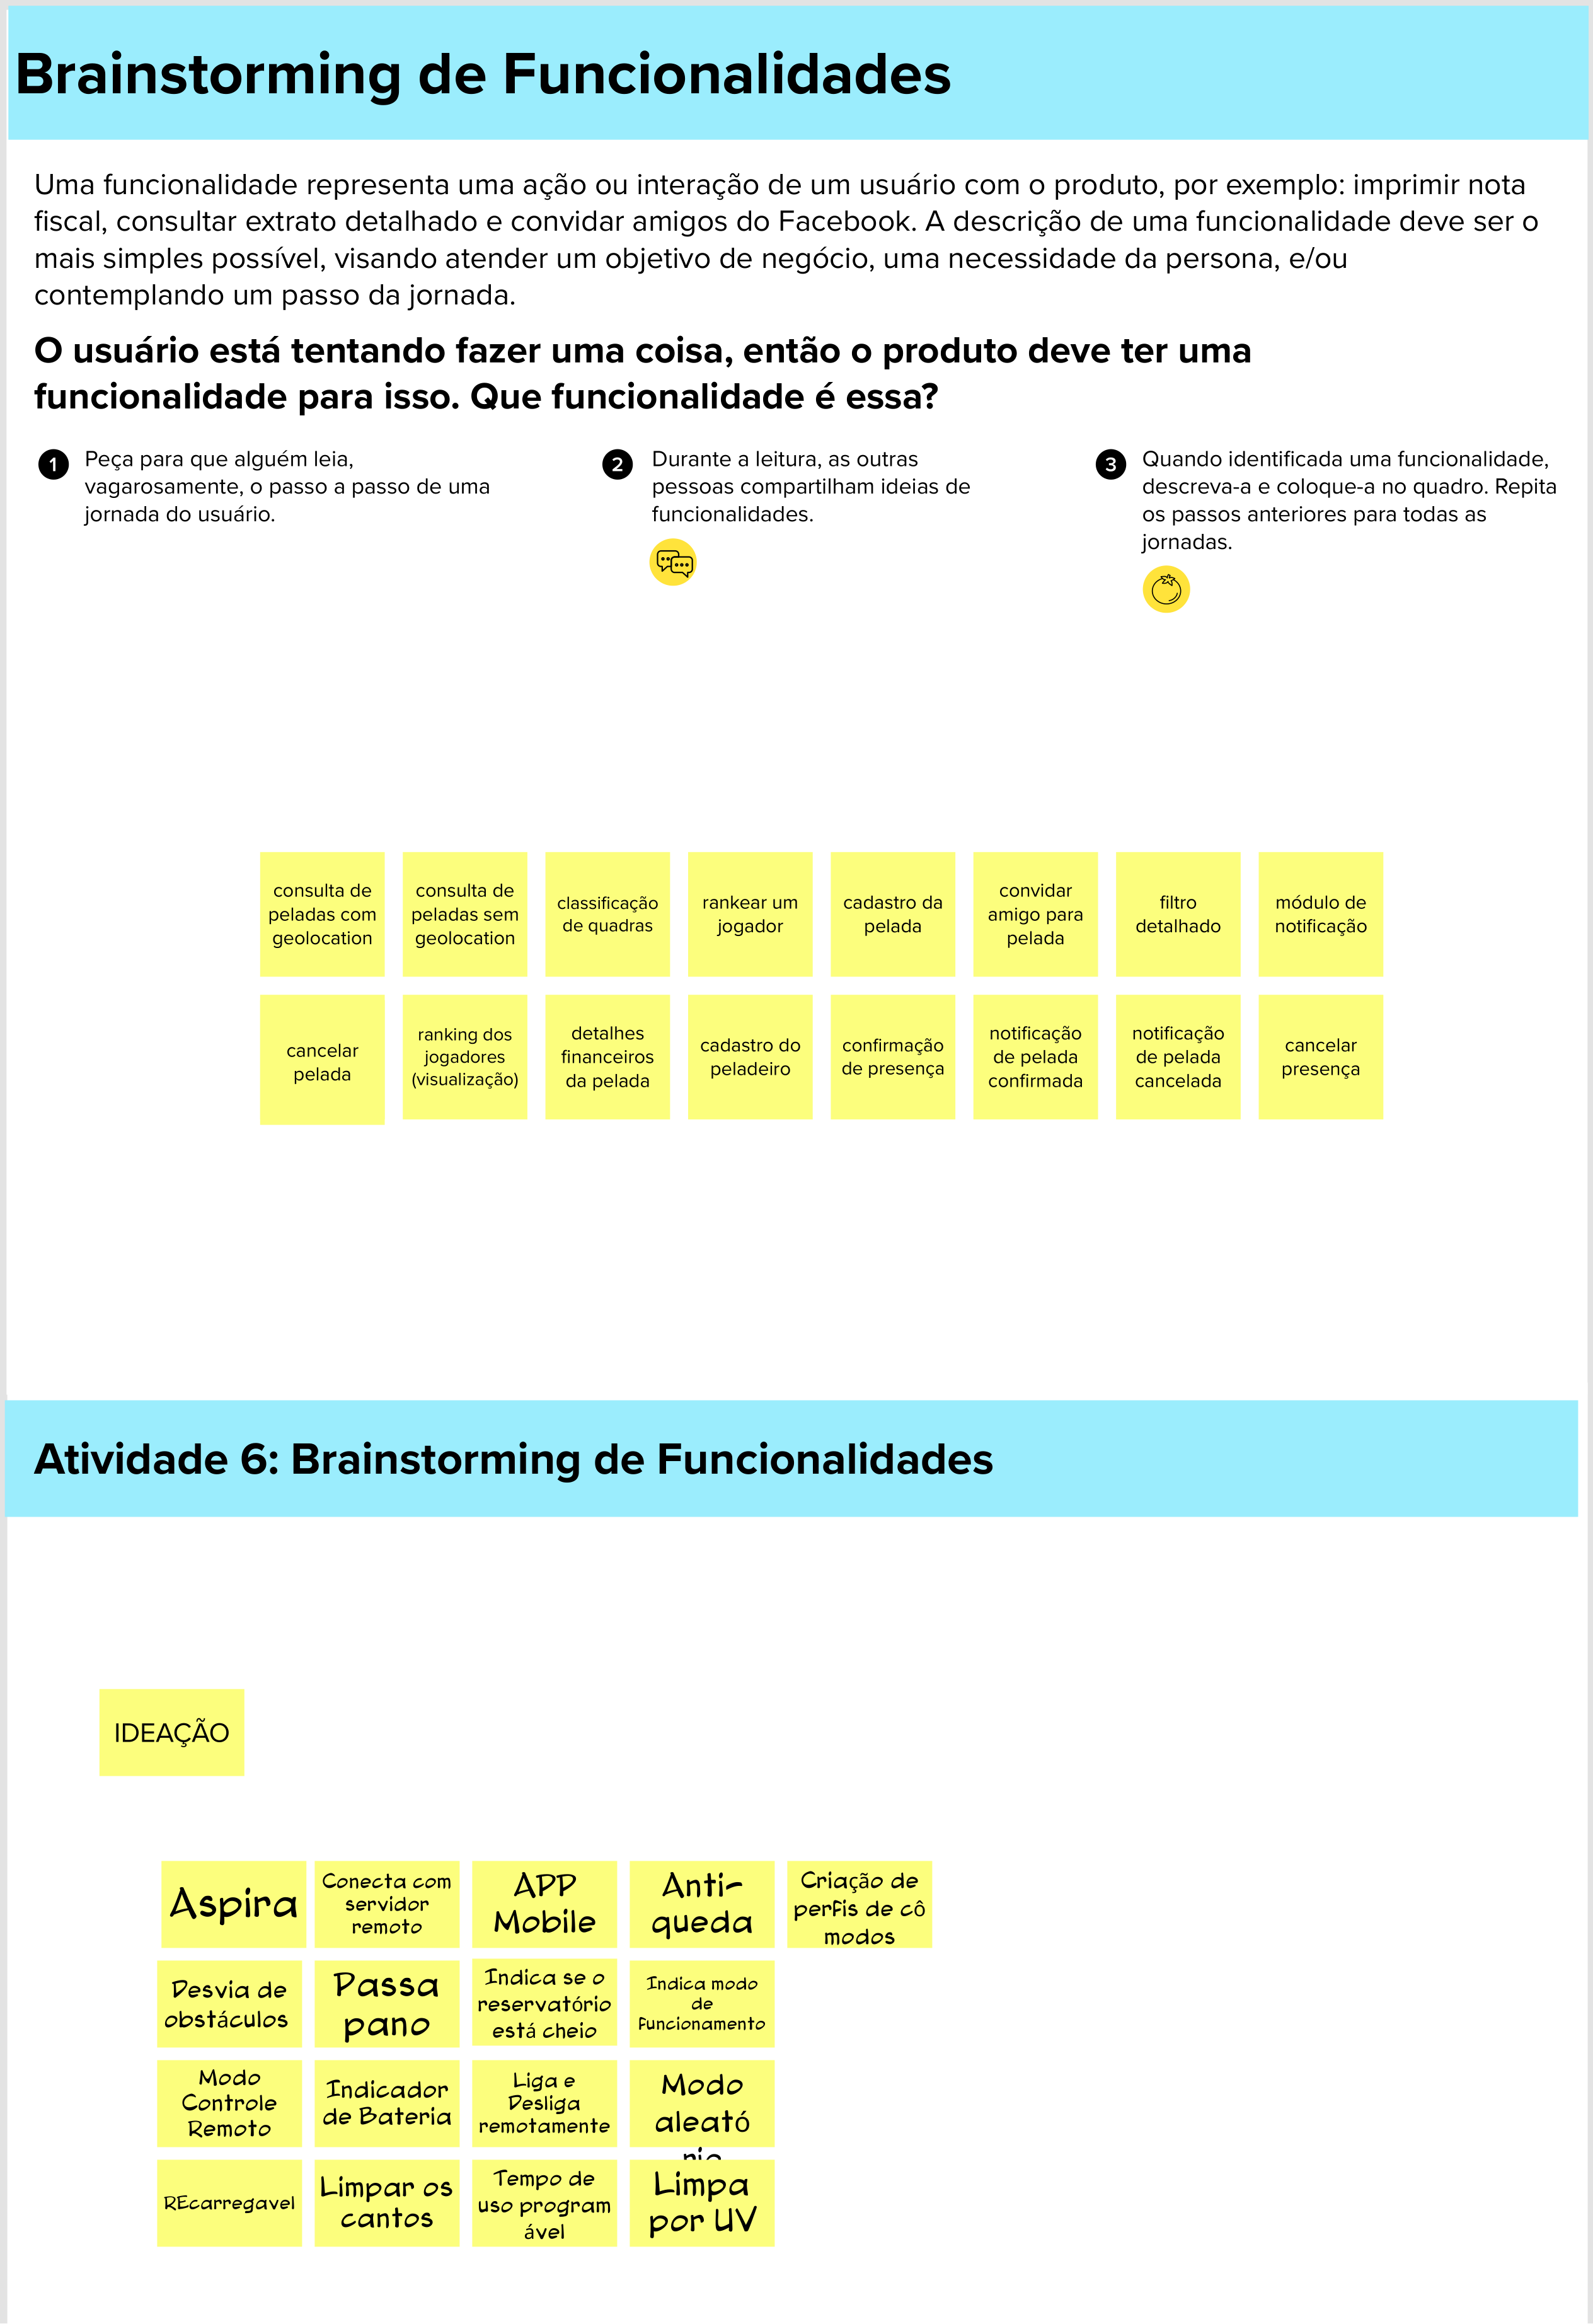 Brainstorming de Funcionalidades
Uma funcionalidade representa uma ação ou interação de um usuário com o produto, por exemplo: imprimir nota
fiscal, consultar extrato detalhado e convidar amigos do Facebook. A descrição de uma funcionalidade deve ser o
mais simples possível, visando atender um objetivo de negócio, uma necessidade da persona, e/ou
contemplando um passo da jornada.
O usuário está tentando fazer uma coisa, então o produto deve ter uma
funcionalidade para isso. Que funcionalidade é essa?
1
Peça para que alguém leia,
vagarosamente, o passo a passo de uma
jornada do usuário.
2
Durante a leitura, as outras
pessoas compartilham ideias de
funcionalidades.
3
Quando identificada uma funcionalidade,
descreva-a e coloque-a no quadro. Repita
os passos anteriores para todas as
jornadas.
consulta de
peladas com
geolocation
consulta de
peladas sem
geolocation
classificação
de quadras
rankear um
jogador
cadastro da
pelada
convidar
amigo para
pelada
filtro
detalhado
módulo de
notificação
cancelar
pelada
ranking dos
jogadores
(visualização)
detalhes
financeiros
da pelada
cadastro do
peladeiro
confirmação
de presença
notificação
de pelada
confirmada
notificação
de pelada
cancelada
cancelar
presença
Atividade 6: Brainstorming de Funcionalidades
IDEAÇÃO
Aspira
Conecta com
servidor
remoto
APP
Mobile
Anti-
queda
Criação de
perfis de cô
modos
Desvia de
obstáculos
Passa
pano
Indica se o
reservatório
está cheio
Indica modo
de
funcionamento
Modo
Controle
Remoto
Indicador
de Bateria
Liga e
Desliga
remotamente
Modo
aleató
rio
REcarregavel
Limpar os
cantos
Tempo de
uso program
ável
Limpa
por UV